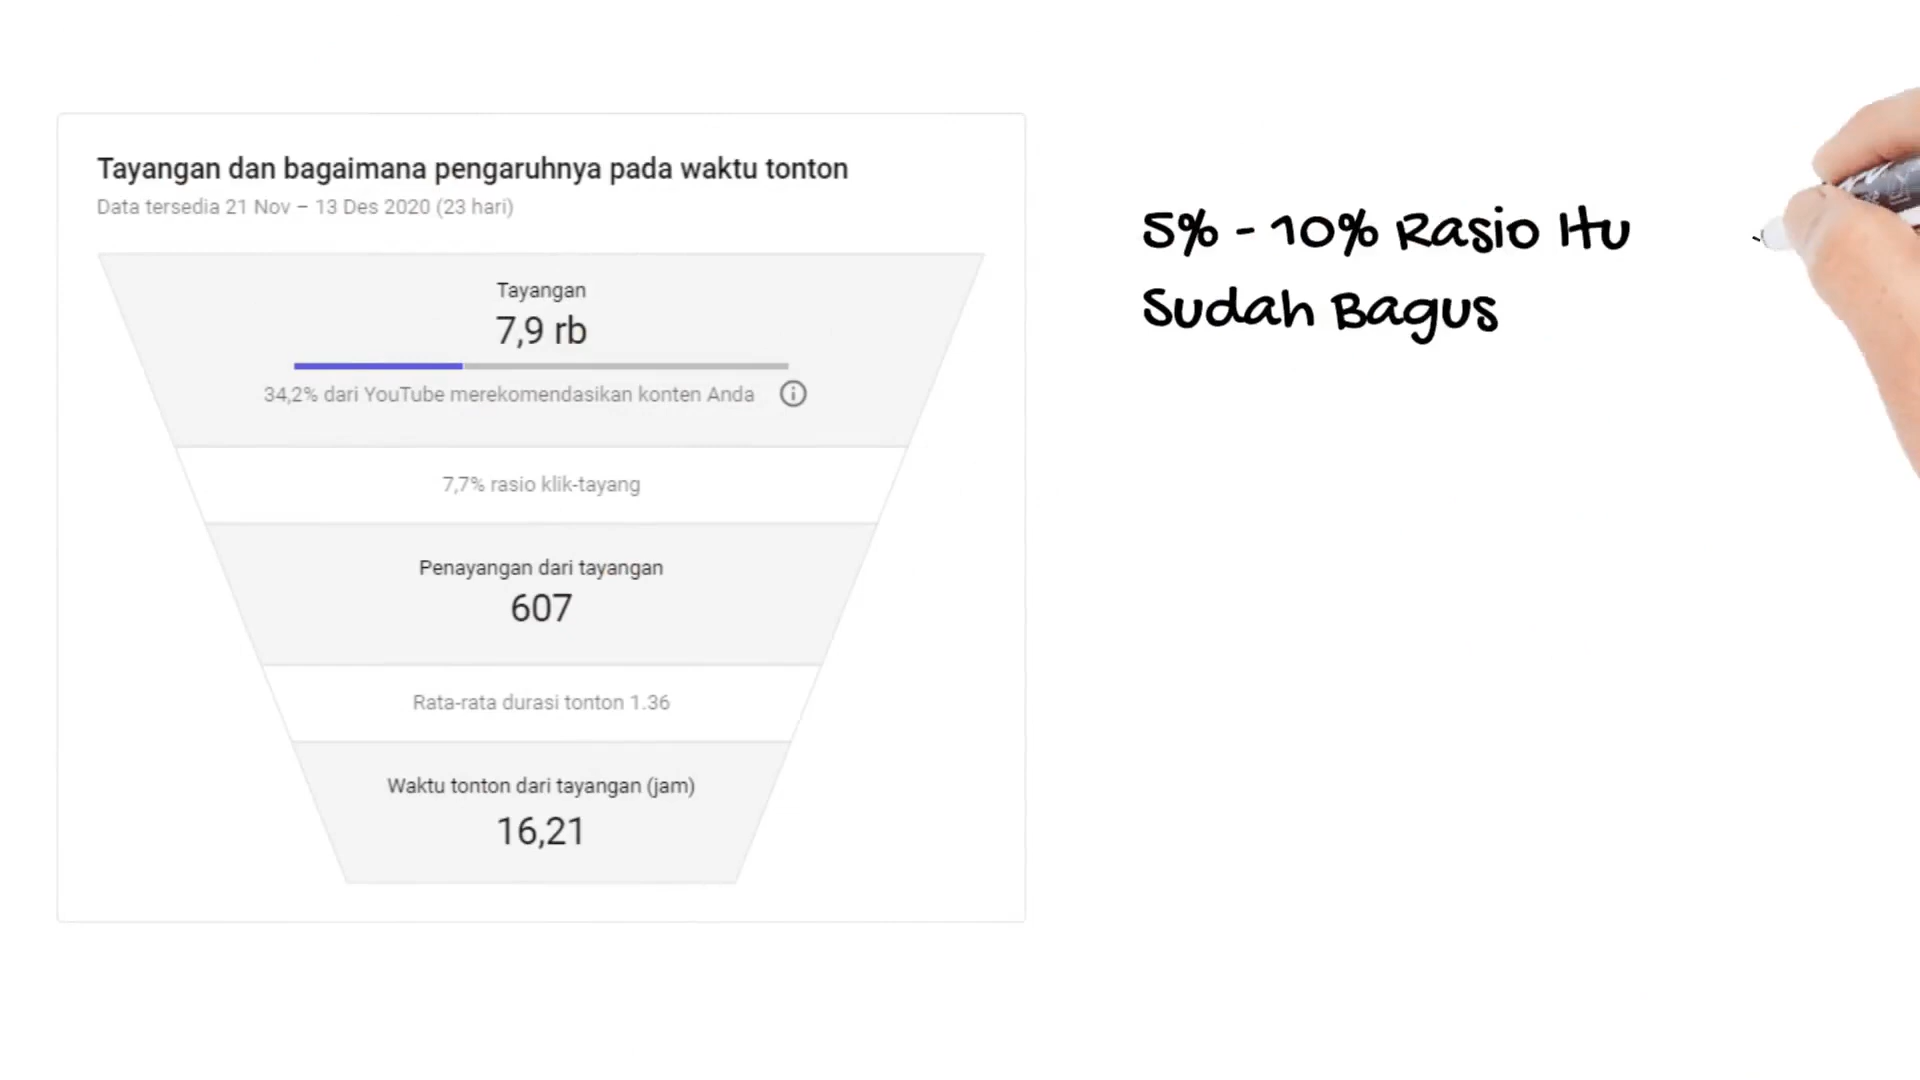 Tayangan dan bagaimana pengaruhnya pada waktu tonton
Data tersedia 21 Nov – 13 Des 2020 (23 hari)
Tayangan
7,9 rb
34,2% dari YouTube merekomendasikan konten Anda
7,7% rasio klik-tayang
Penayangan dari tayangan
607
Rata-rata durasi tonton 1.36
Waktu tonton dari tayangan (jam)
16,21
5% - 10% Rasio Itu
Sudah Bagus